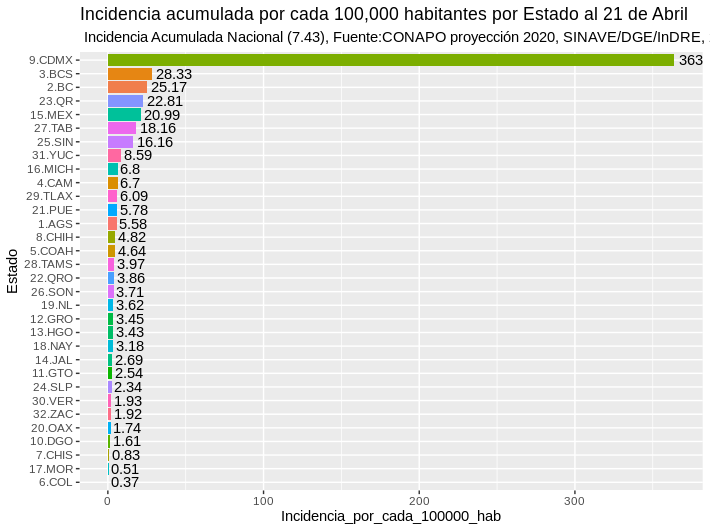 Incidencia acumulada por cada 100,000 habitantes por Estado al 21 de Abril
Incidencia Acumulada Nacional (7.43), Fuente:CONAPO proyección 2020, SINAVE/DGE/InDRE,
9.CDMX 363
3.BCS 28.33
2.BC 25.17
23.QR 22.81
15.MEX 20.99
27.TAB 18.16
25.SIN 16.16
31.YUC 8.59
16.MICH 6.8
4.CAM 6.7
29.TLAX 6.09
21.PUE 5.78
1.AGS 5.58
8.CHIH 4.82
5.COAH 4.64
28.TAMS 3.97
22.QRO 3.86
26.SON 3.71
19.NL 3.62
12.GRO 3.45
13.HGO 3.43
18.NAY 3.18
14.JAL 2.69
11.GTO 2.54
24.SLP 2.34
30.VER 1.93
32.ZAC 1.92
20.OAX 1.74
10.DGO 1.61
7.CHIS 0.83
17.MOR 0.51
6.COL 0.37
Estado
0 100 200 300
Incidencia_por_cada_100000_hab